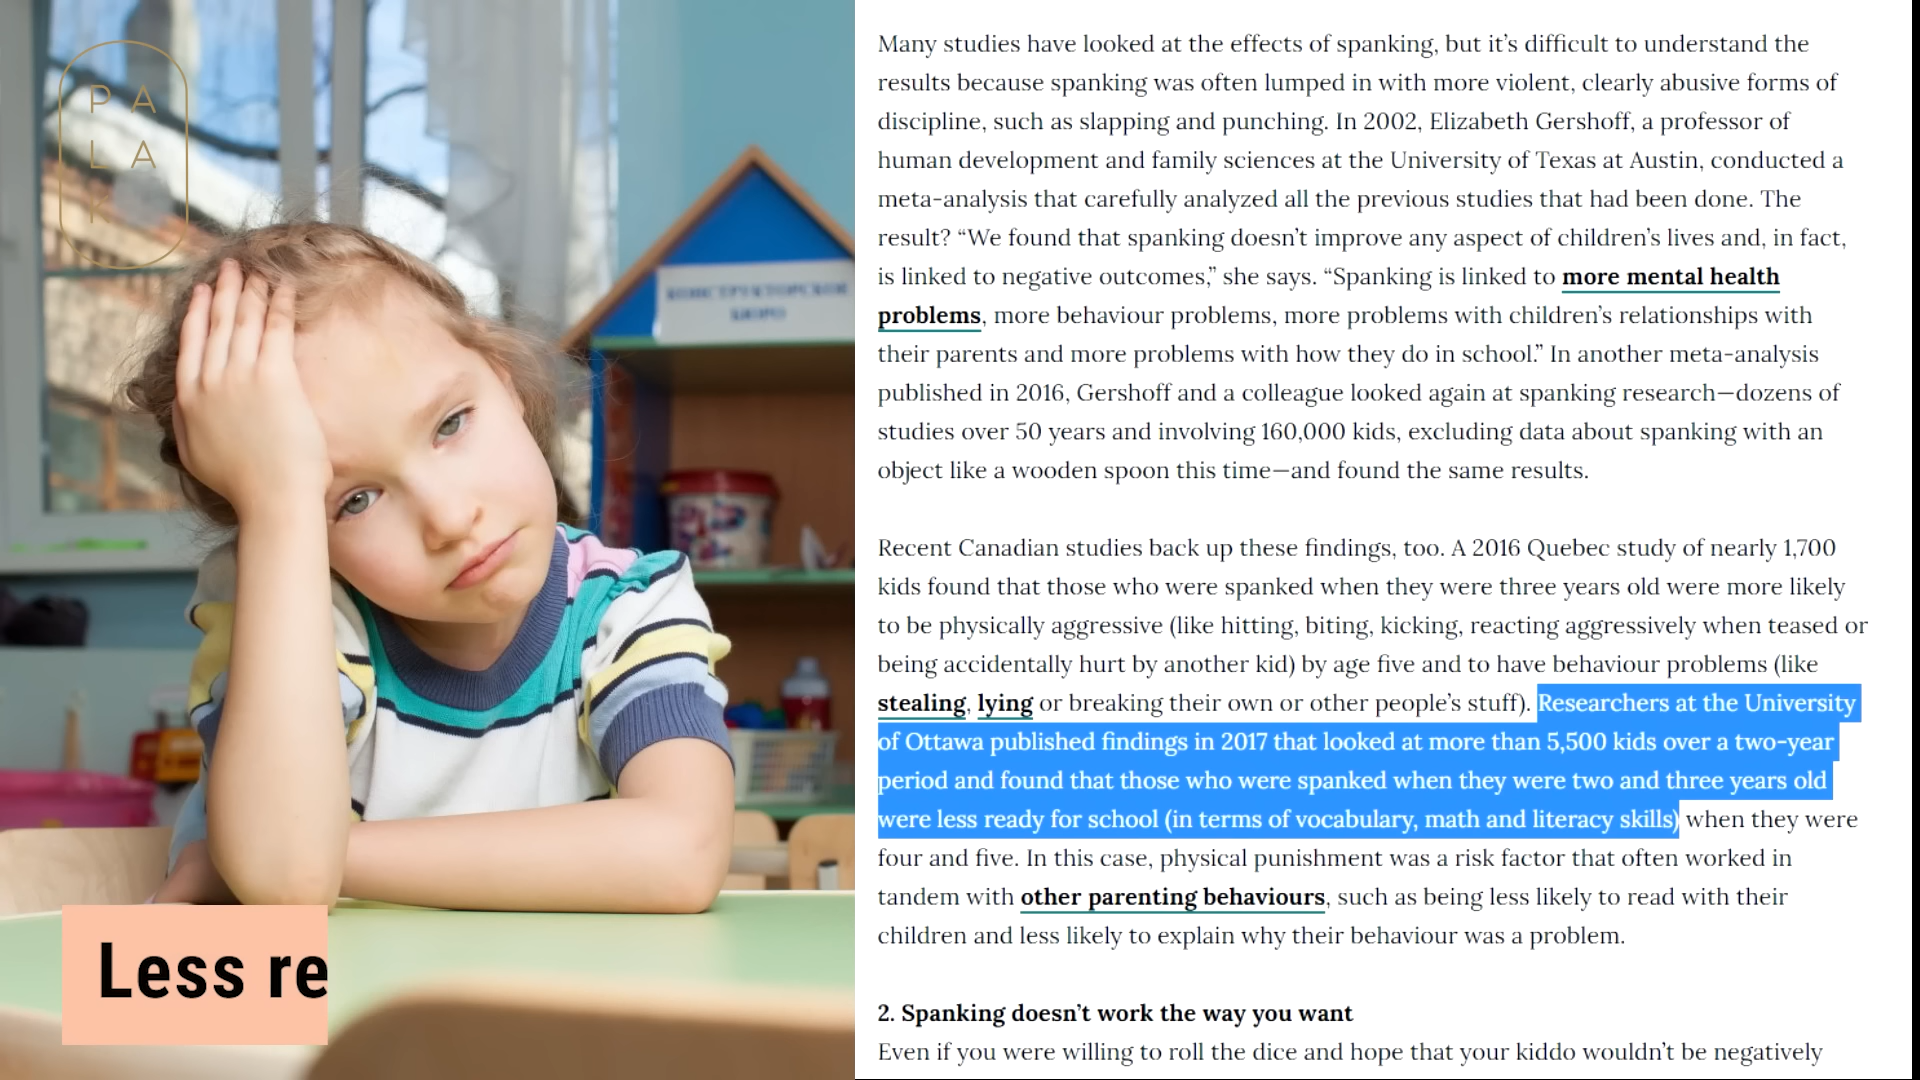 P A
L A
K
КОНСТРУКТОРСКОЕ
БЮРО
Less re
Many studies have looked at the effects of spanking, but it’s difficult to understand the
results because spanking was often lumped in with more violent, clearly abusive forms of
discipline, such as slapping and punching. In 2002, Elizabeth Gershoff, a professor of
human development and family sciences at the University of Texas at Austin, conducted a
meta-analysis that carefully analyzed all the previous studies that had been done. The
result? “We found that spanking doesn’t improve any aspect of children’s lives and, in fact,
is linked to negative outcomes,” she says. “Spanking is linked to more mental health
problems, more behaviour problems, more problems with children’s relationships with
their parents and more problems with how they do in school.” In another meta-analysis
published in 2016, Gershoff and a colleague looked again at spanking research—dozens of
studies over 50 years and involving 160,000 kids, excluding data about spanking with an
object like a wooden spoon this time—and found the same results.
Recent Canadian studies back up these findings, too. A 2016 Quebec study of nearly 1,700
kids found that those who were spanked when they were three years old were more likely
to be physically aggressive (like hitting, biting, kicking, reacting aggressively when teased or
being accidentally hurt by another kid) by age five and to have behaviour problems (like
stealing, lying or breaking their own or other people’s stuff). Researchers at the University
of Ottawa published findings in 2017 that looked at more than 5,500 kids over a two-year
period and found that those who were spanked when they were two and three years old
were less ready for school (in terms of vocabulary, math and literacy skills) when they were
four and five. In this case, physical punishment was a risk factor that often worked in
tandem with other parenting behaviours, such as being less likely to read with their
children and less likely to explain why their behaviour was a problem.
2. Spanking doesn’t work the way you want
Even if you were willing to roll the dice and hope that your kiddo wouldn’t be negatively